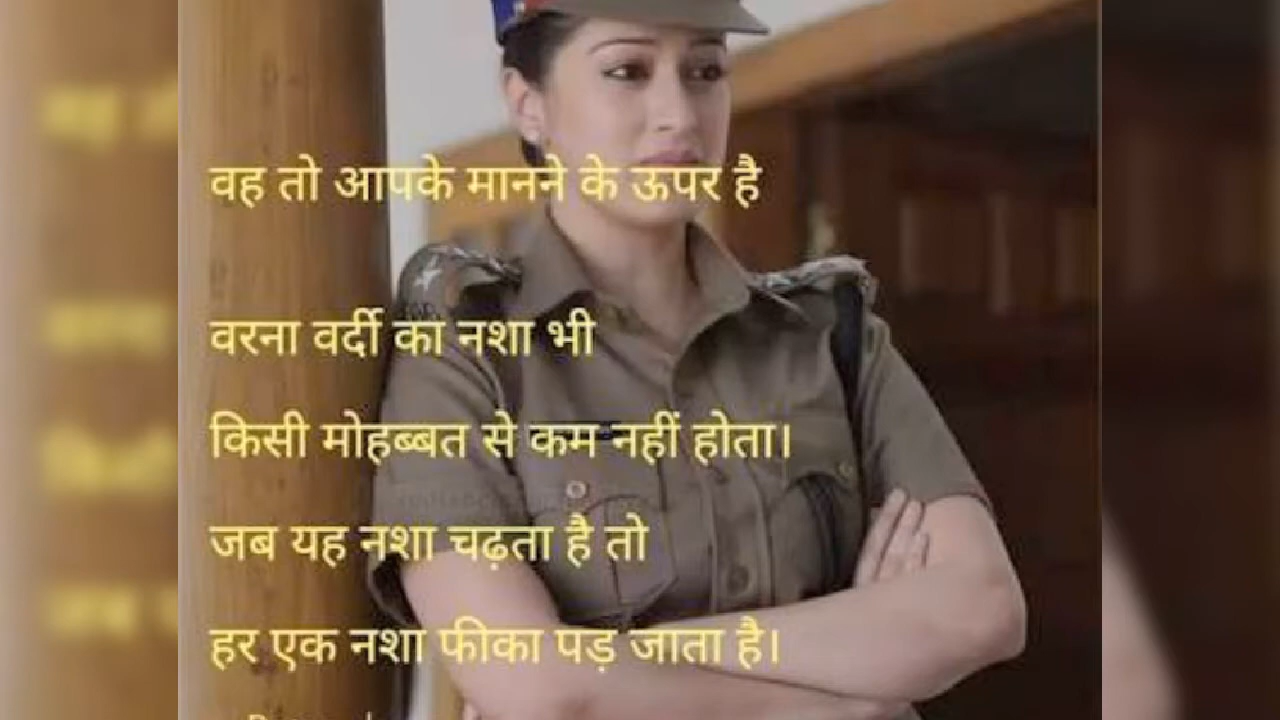 वह तो आपके मानने के ऊपर है
वरना वर्दी का नशा भी
किसी मोहब्बत से कम नहीं होता।
जब यह नशा चढ़ता है तो
हर एक नशा फीका पड़ जाता है।